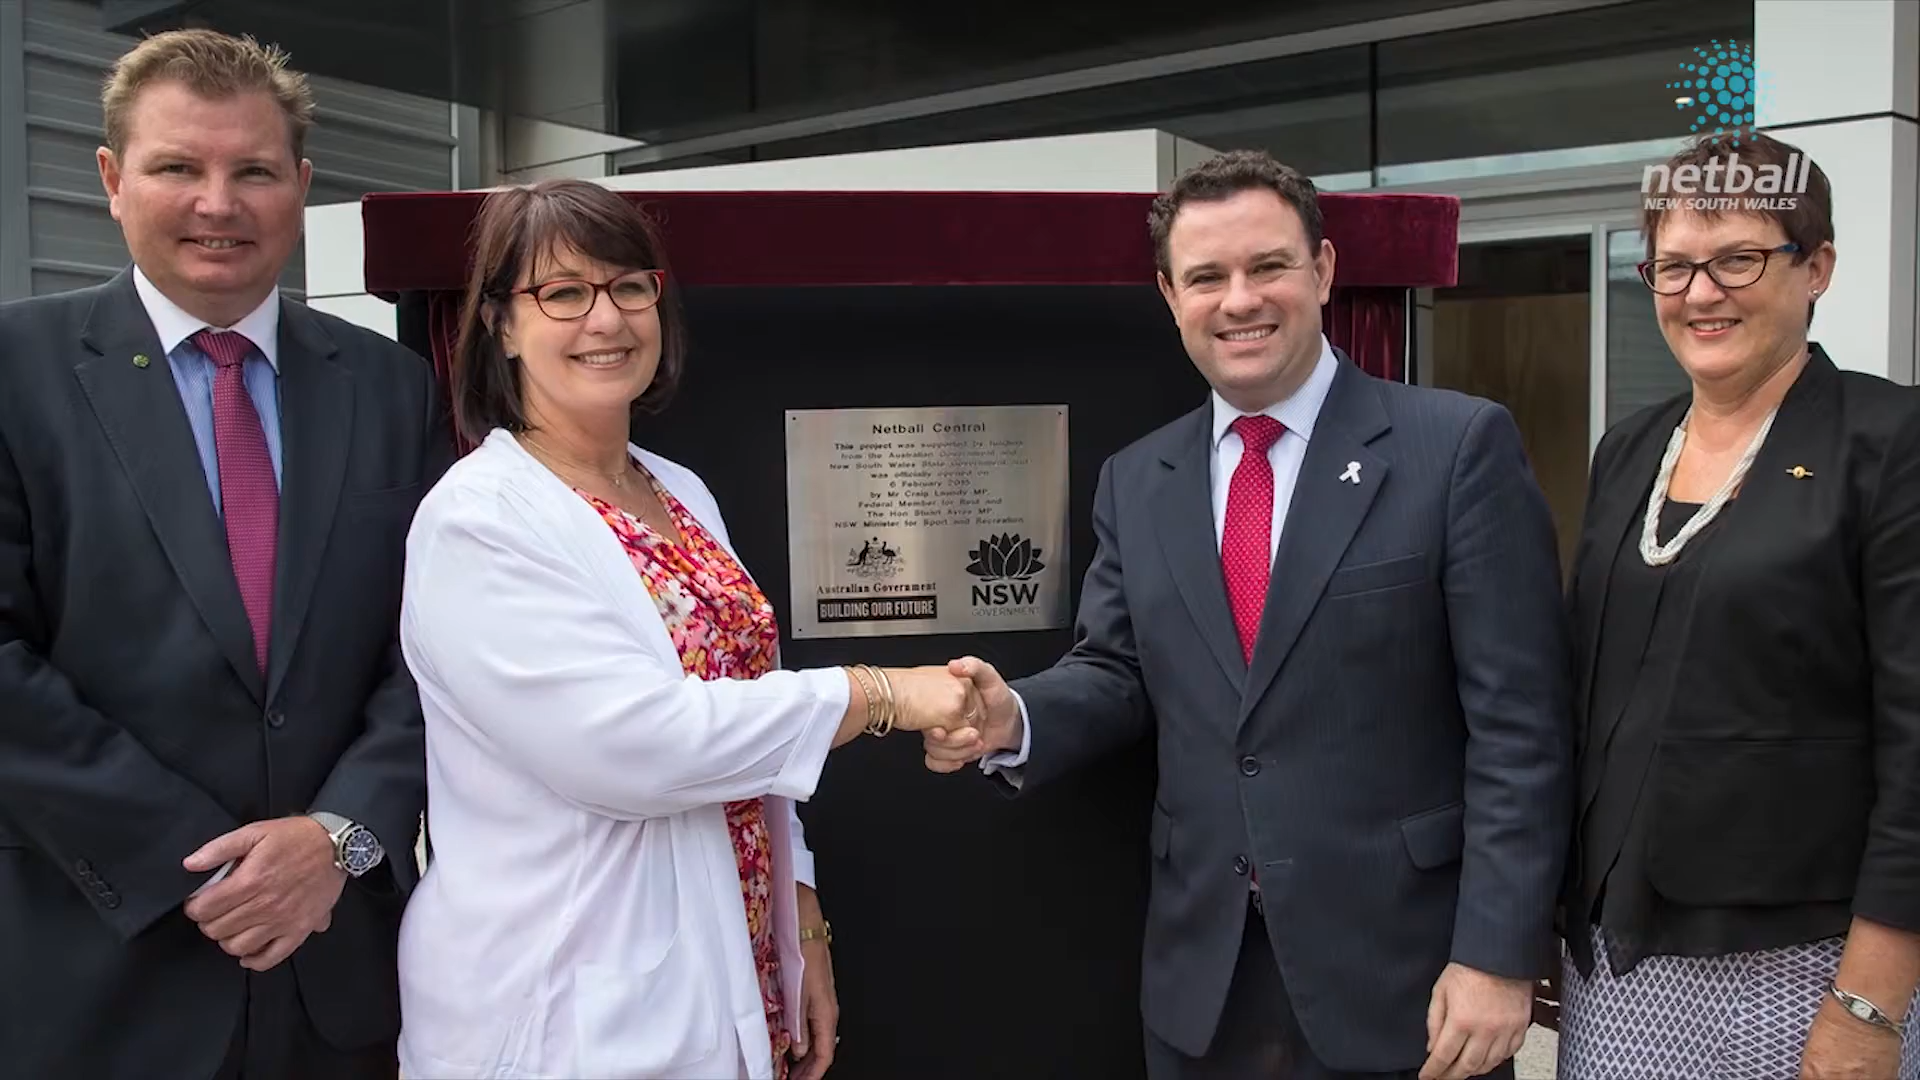 netball
NEW SOUTH WALES
Netball Central
This project was supported by funding
from the Australian Government and
New South Wales State Government and
was officially opened on
6 February 2015
by Mr Craig Laundy MP,
Federal Member for Reid and
The Hon Stuart Ayres MP,
NSW Minister for Sport and Recreation
Australian Government
BUILDING OUR FUTURE
NSW
GOVERNMENT